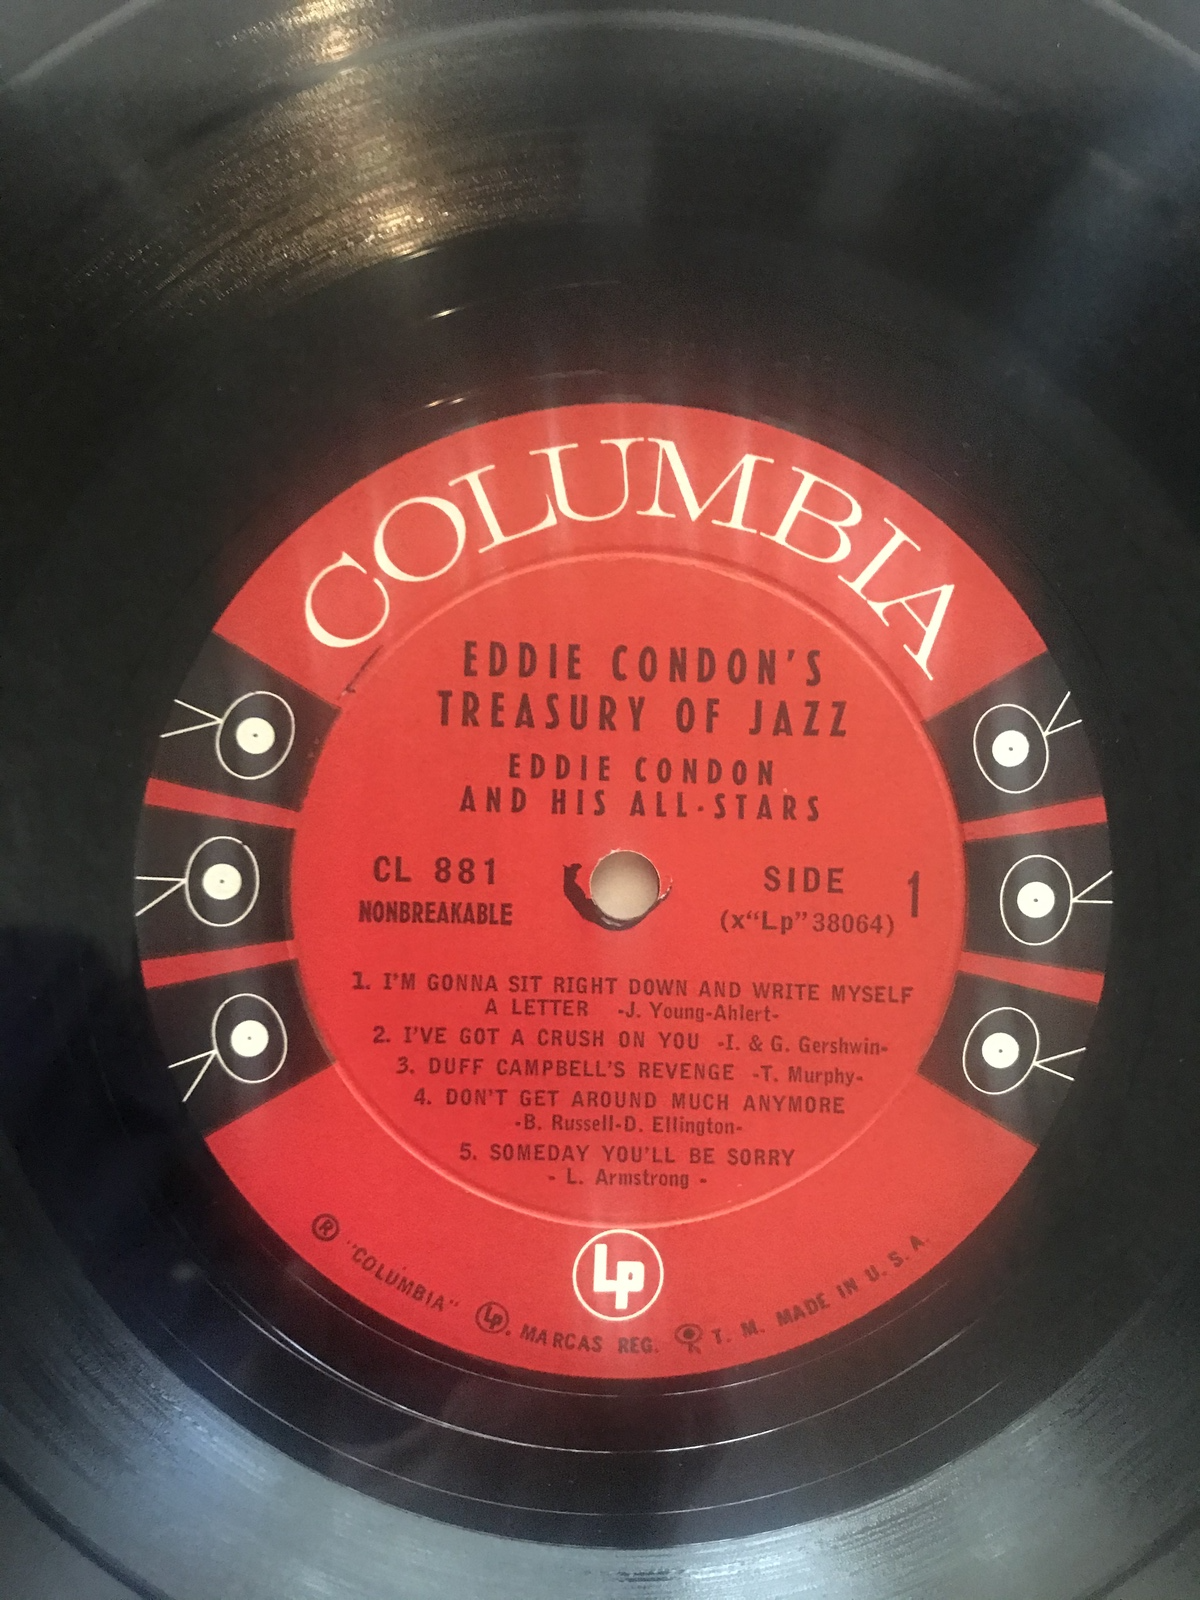 COLUMBIA
EDDIE CONDON'S
TREASURY OF JAZZ
EDDIE CONDON
AND HIS ALL-STARS
CL 881
NONBREAKABLE
SIDE 1
(x"Lp" 38064)
1. I'M GONNA SIT RIGHT DOWN AND WRITE MYSELF
A LETTER -J. Young-Ahlert-
2. I'VE GOT A CRUSH ON YOU -I. & G. Gershwin-
3. DUFF CAMPBELL'S REVENGE -T. Murphy-
4. DON'T GET AROUND MUCH ANYMORE
-B. Russell-D. Ellington-
5. SOMEDAY YOU'LL BE SORRY
- L. Armstrong -
Lp
® "COLUMBIA" Lp. MARCAS REG. T. M. MADE IN U. S. A.